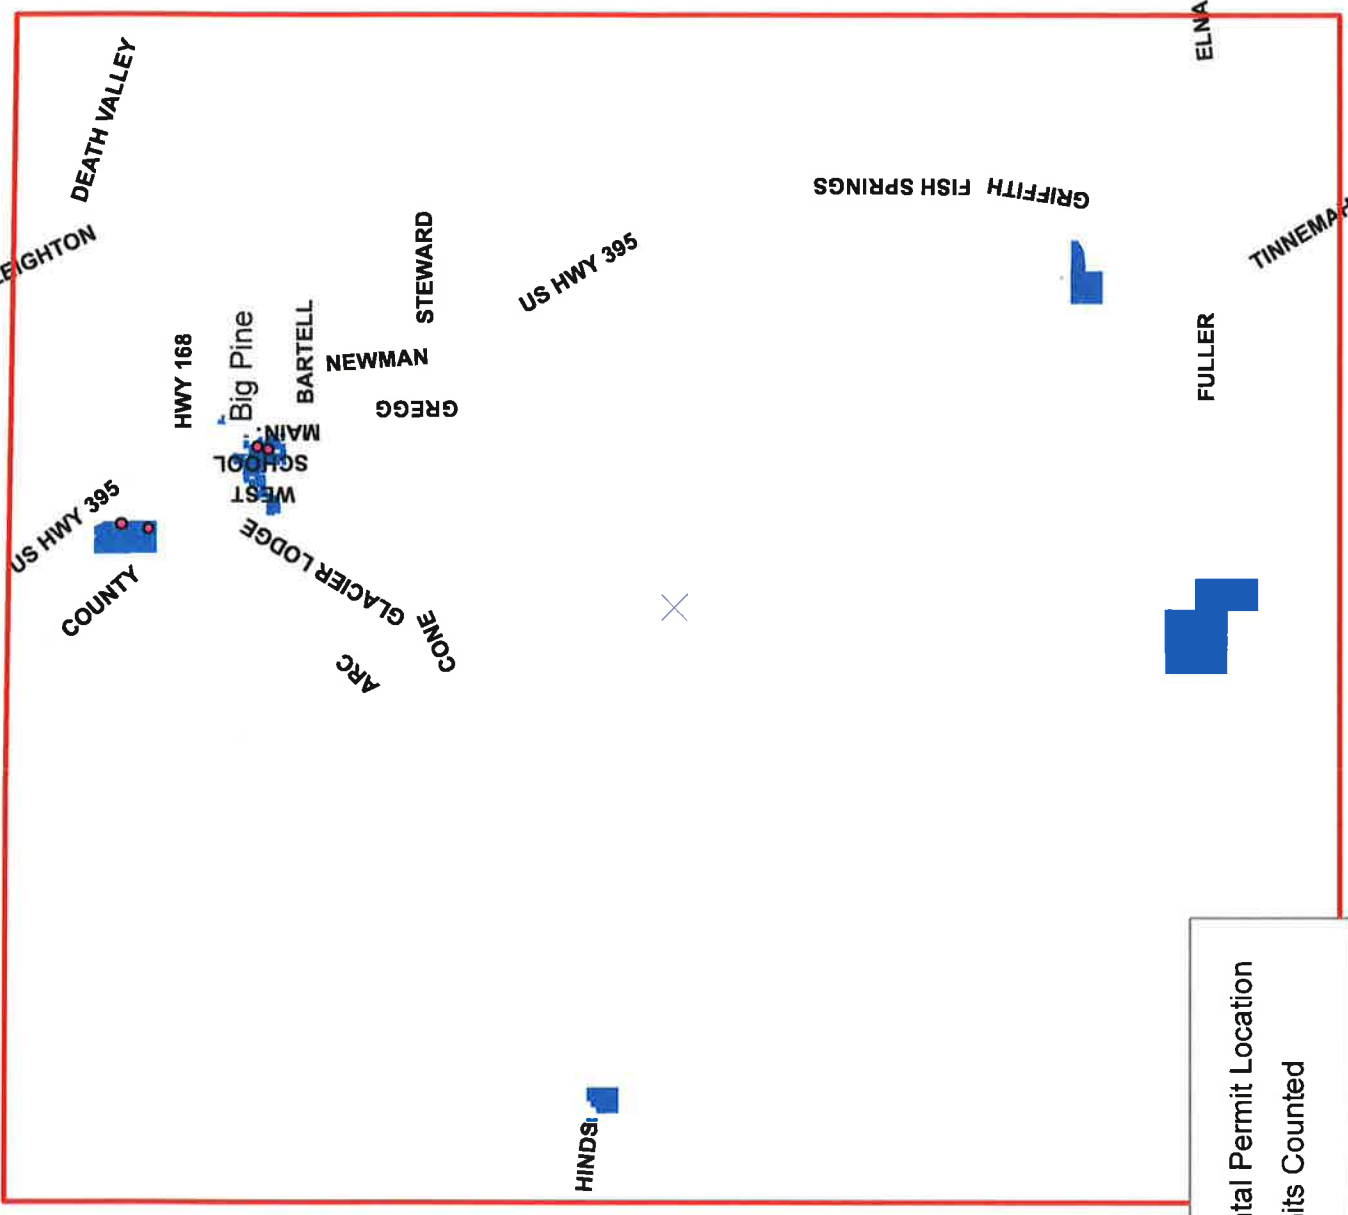 ELNA
DEATH VALLEY
EIGHTON
GRIFFITH
FISH SPRINGS
TINNEMAH
STEWARD
US HWY 395
HWY 168
Big Pine
BARTELL
NEWMAN
FULLER
GREGG
MAIN
SCHOOL
WEST
US HWY 395
GLACIER LODGE
COUNTY
CONE
ARC
HINDS
tal Permit Location
its Counted